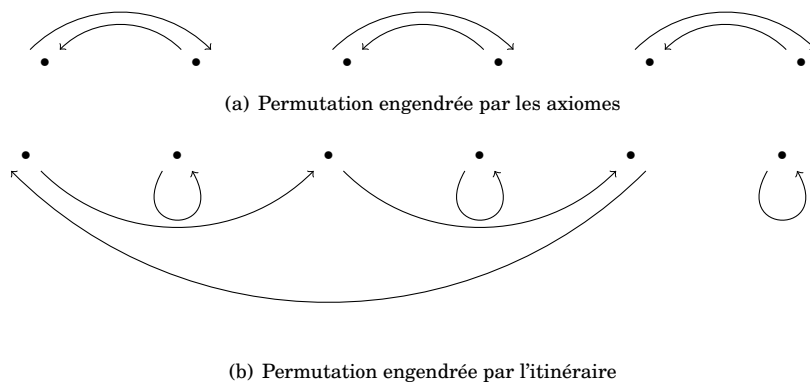 (a) Permutation engendrée par les axiomes
(b) Permutation engendrée par l'itinéraire